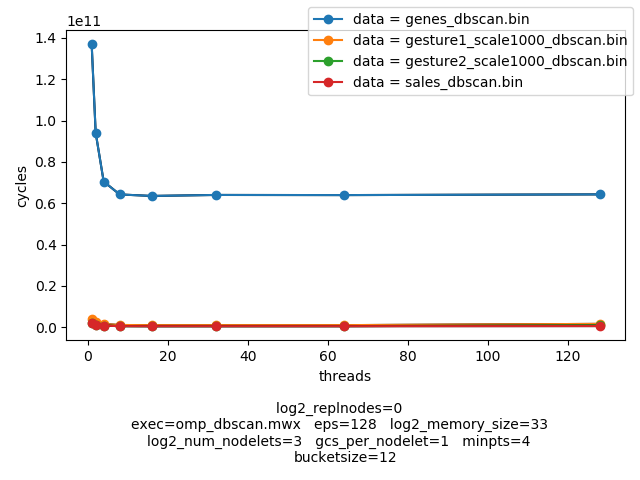 1e11
data = genes_dbscan.bin
data = gesture1_scale1000_dbscan.bin
data = gesture2_scale1000_dbscan.bin
data = sales_dbscan.bin
1.4
1.2
1.0
0.8
0.6
0.4
0.2
0.0
cycles
0 20 40 60 80 100 120
threads
log2_replnodes=0
exec=omp_dbscan.mwx eps=128 log2_memory_size=33
log2_num_nodelets=3 gcs_per_nodelet=1 minpts=4
bucketsize=12